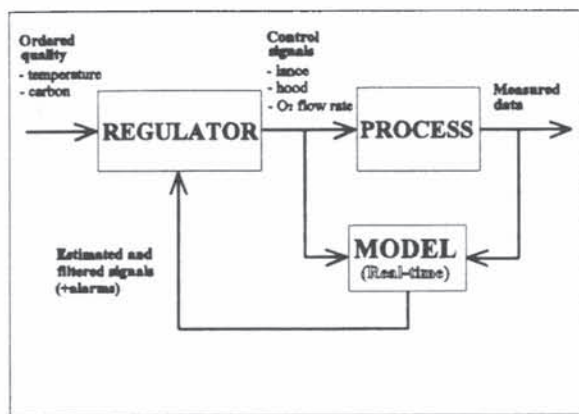 Ordered
quality
- temperature
- carbon
Control
signals
- lance
- hood
- O₂ flow rate
Measured
data
REGULATOR
PROCESS
MODEL
(Real-time)
Estimated and
filtered signals
(+alarms)